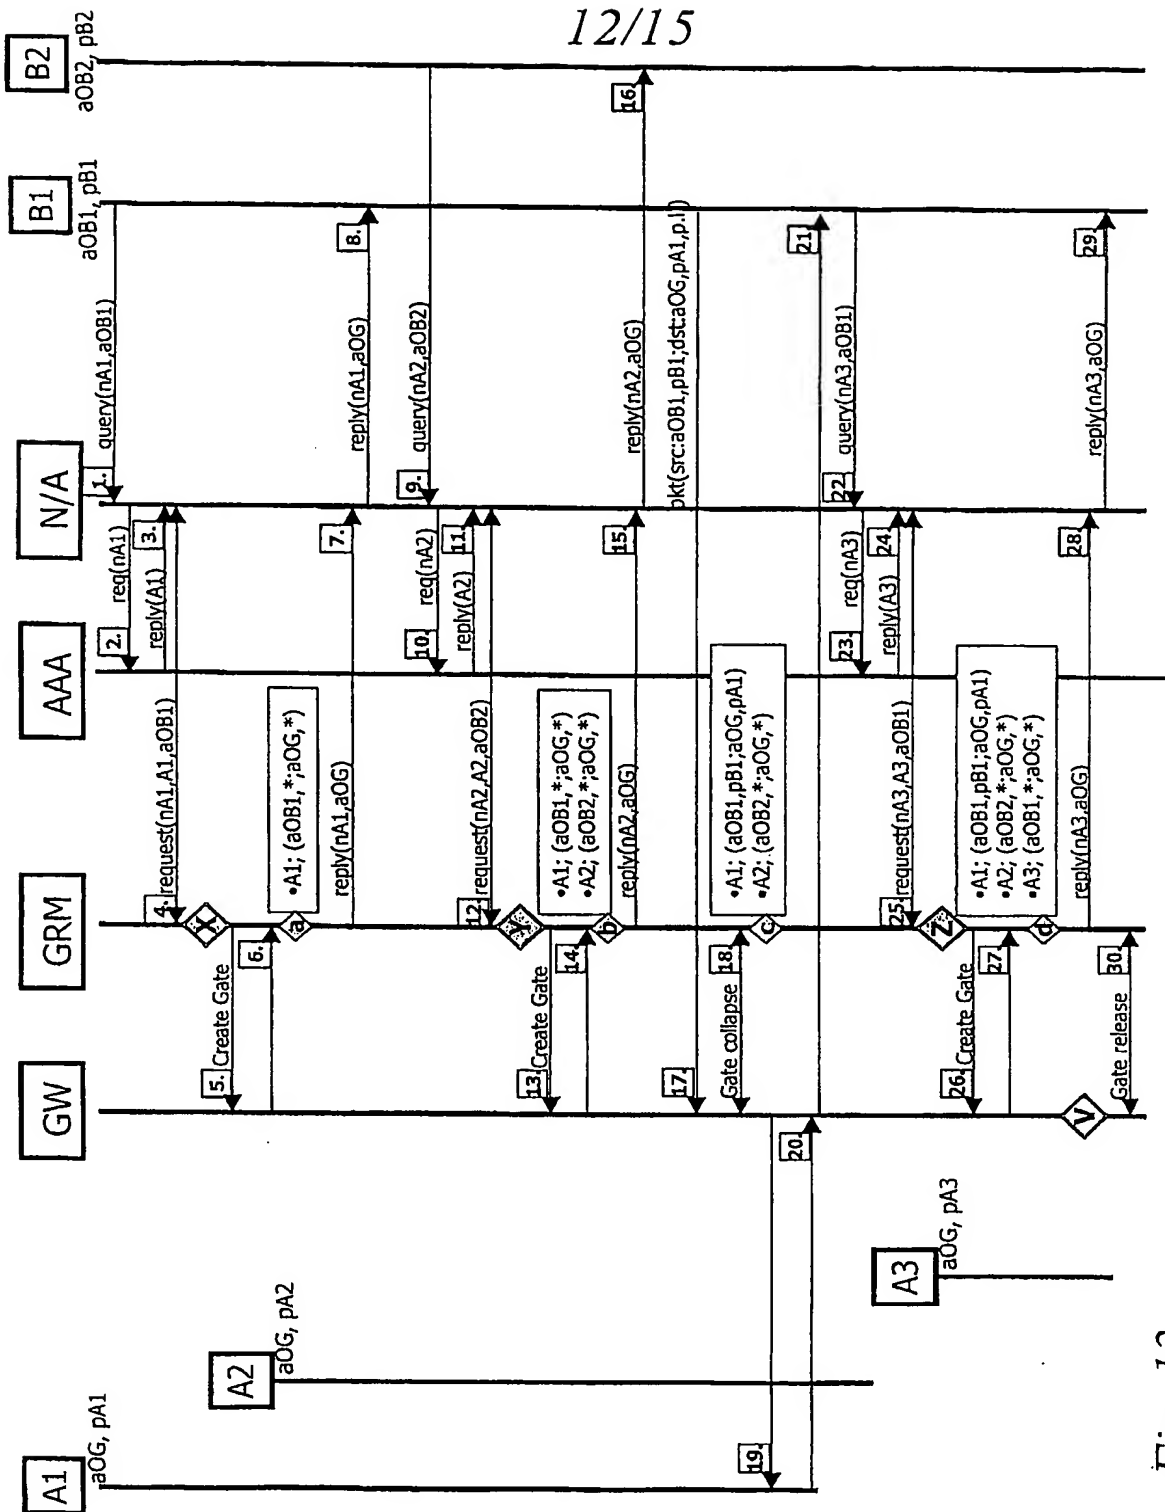 12/15
A1
aOG, pA1
A2
aOG, pA2
A3
aOG, pA3
GW
GRM
AAA
N/A
B1
aOB1, pB1
B2
aOB2, pB2
1.
query(nA1,aOB1)
2.
req(nA1)
3.
reply(A1)
4.
request(nA1,A1,aOB1)
X
5.
Create Gate
6.
a
•A1; (aOB1,*;aOG,*)
7.
reply(nA1,aOG)
8.
reply(nA1,aOG)
9.
query(nA2,aOB2)
10.
req(nA2)
11.
reply(A2)
12.
request(nA2,A2,aOB2)
Y
13.
Create Gate
14.
b
•A1; (aOB1,*;aOG,*)
•A2; (aOB2,*;aOG,*)
15.
reply(nA2,aOG)
16.
reply(nA2,aOG)
17.
pkt(src:aOB1,pB1;dst:aOG,pA1,p.l)
18.
Gate collapse
c
•A1; (aOB1,pB1;aOG,pA1)
•A2; (aOB2,*;aOG,*)
19.
20.
21.
22.
query(nA3,aOB1)
23.
req(nA3)
24.
reply(A3)
25.
request(nA3,A3,aOB1)
Z
26.
Create Gate
27.
d
•A1; (aOB1,pB1;aOG,pA1)
•A2; (aOB2,*;aOG,*)
•A3; (aOB1,*;aOG,*)
28.
reply(nA3,aOG)
29.
reply(nA3,aOG)
V
30.
Gate release